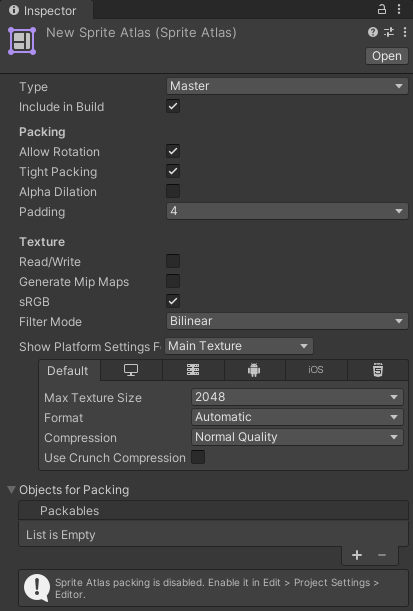 Inspector
New Sprite Atlas (Sprite Atlas)
Open
Type Master
Include in Build
Packing
Allow Rotation
Tight Packing
Alpha Dilation
Padding 4
Texture
Read/Write
Generate Mip Maps
sRGB
Filter Mode Bilinear
Show Platform Settings F Main Texture
Default iOS
Max Texture Size 2048
Format Automatic
Compression Normal Quality
Use Crunch Compression
Objects for Packing
Packables
List is Empty
Sprite Atlas packing is disabled. Enable it in Edit > Project Settings >
Editor.